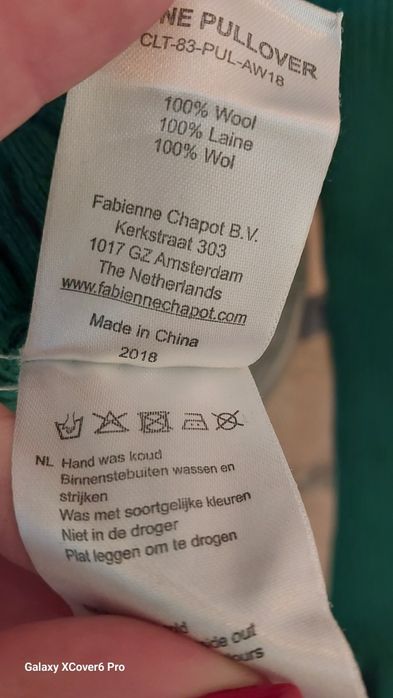 NE PULLOVER
CLT-83-PUL-AW18
100% Wool
100% Laine
100% Wol
Fabienne Chapot B.V.
Kerkstraat 303
1017 GZ Amsterdam
The Netherlands
www.fabiennechapot.com
Made in China
2018
NL Hand was koud
Binnenstebuiten wassen en
strijken
Was met soortgelijke kleuren
Niet in de droger
Plat leggen om te drogen
Galaxy XCover6 Pro